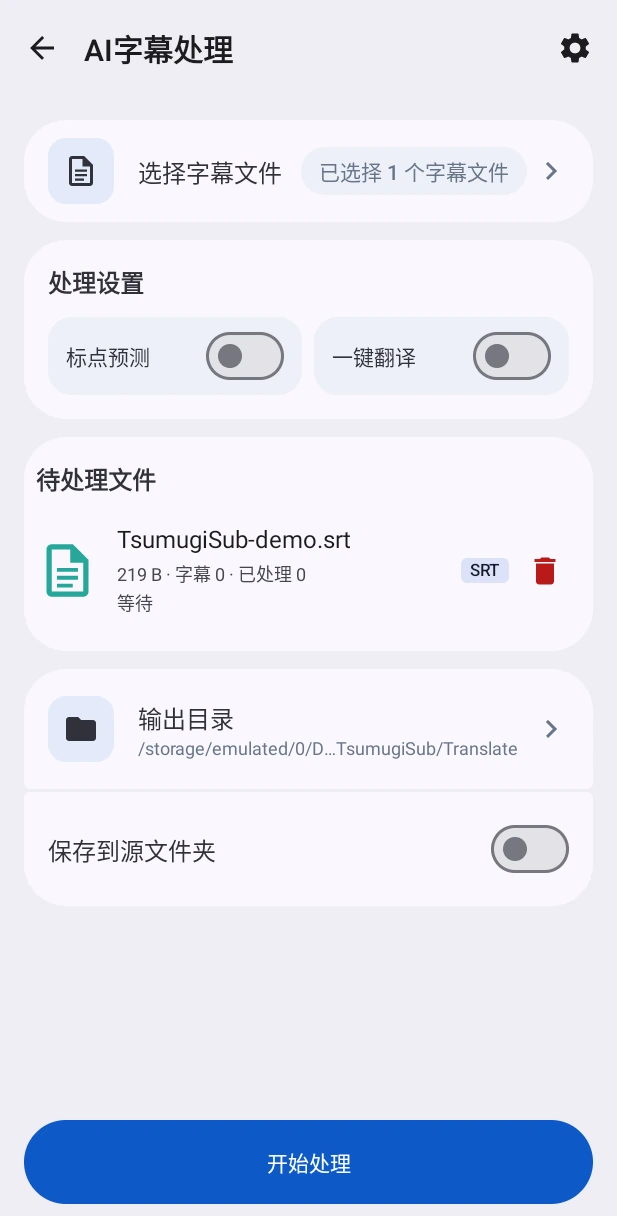 AI字幕处理
选择字幕文件
已选择 1 个字幕文件
处理设置
标点预测
一键翻译
待处理文件
TsumugiSub-demo.srt
219 B · 字幕 0 · 已处理 0
等待
SRT
输出目录
/storage/emulated/0/D…TsumugiSub/Translate
保存到源文件夹
开始处理